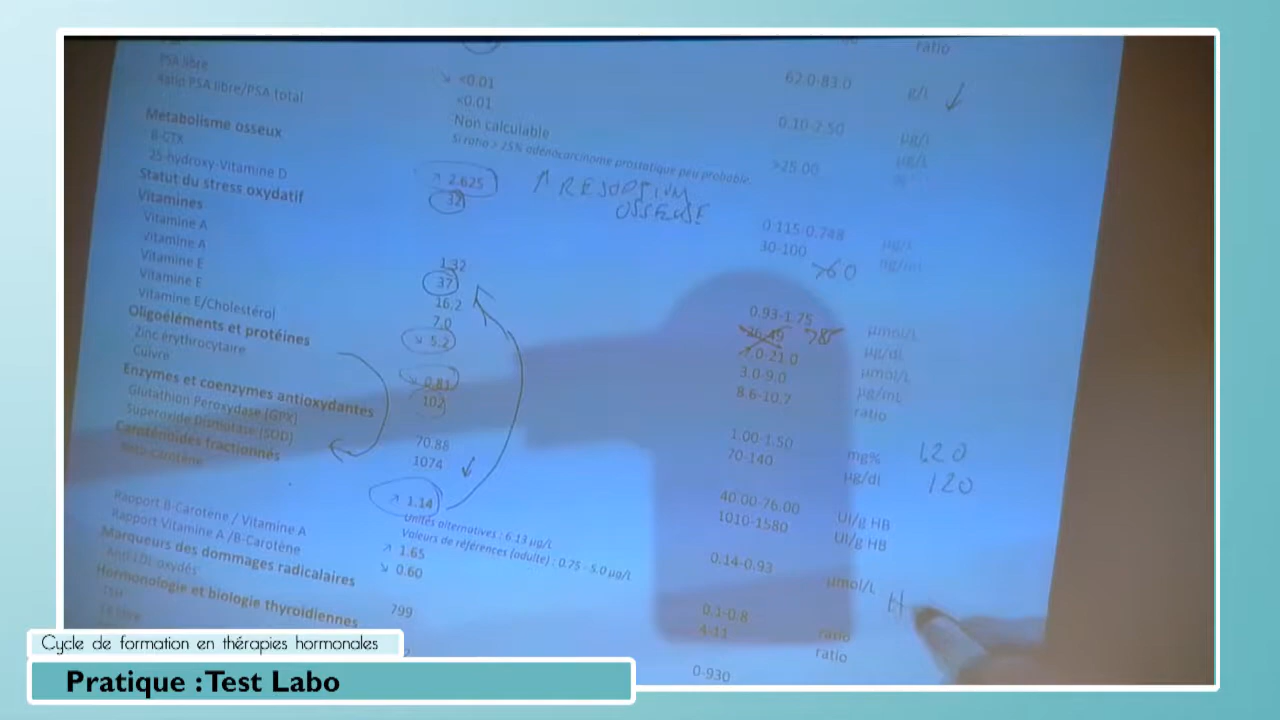 ratio
PSA libre ↘ <0.01 62.0-83.0 g/L ↓
Ratio PSA libre/PSA total <0.01 0.10-2.50 µg/l
Non calculable µg/L
Si ratio > 25% adénocarcinome prostatique peu probable. >25.00
Métabolisme osseux
B-CTX ↗ 2.625 ↑ RESORPTION 0.115-0.748 µg/L
25-hydroxy-Vitamine D 32 OSSEUSE 30-100 ng/ml >60
Statut du stress oxydatif
Vitamines
Vitamine A 1.32 0.93-1.75 µmol/L
Vitamine A 37 26-49 µg/dl
Vitamine E 16.2 7.0-21.0 µmol/L
Vitamine E 7.0 3.0-9.0 µg/mL
Vitamine E/Cholestérol ↘ 5.2 8.6-10.7 ratio
Oligoéléments et protéines
Zinc érythrocytaire ↘ 0.81 1.00-1.50 mg% 120
Cuivre 102 70-140 µg/dl 120
Enzymes et coenzymes antioxydantes
Glutathion Peroxydase (GPX) 70.88 40.00-76.00 UI/g HB
Superoxide Dismutase (SOD) 1074 ↓ 1010-1580 UI/g HB
Caroténoides fractionnés
Beta-carotène ↗ 1.14 0.14-0.93 µmol/L
Unités alternatives : 6.13 µg/L
Valeurs de références (adulte) : 0.75 - 5.0 µg/L
Rapport B-Carotène / Vitamine A ↗ 1.65 0.1-0.8 ratio
Rapport Vitamine A /B-Carotène ↘ 0.60 4-11 ratio
Marqueurs des dommages radicalaires
Anti-LDL oxydés 799 0-930
Hormonologie et biologie thyroidiennes
TSH
Cycle de formation en thérapies hormonales
Pratique : Test Labo